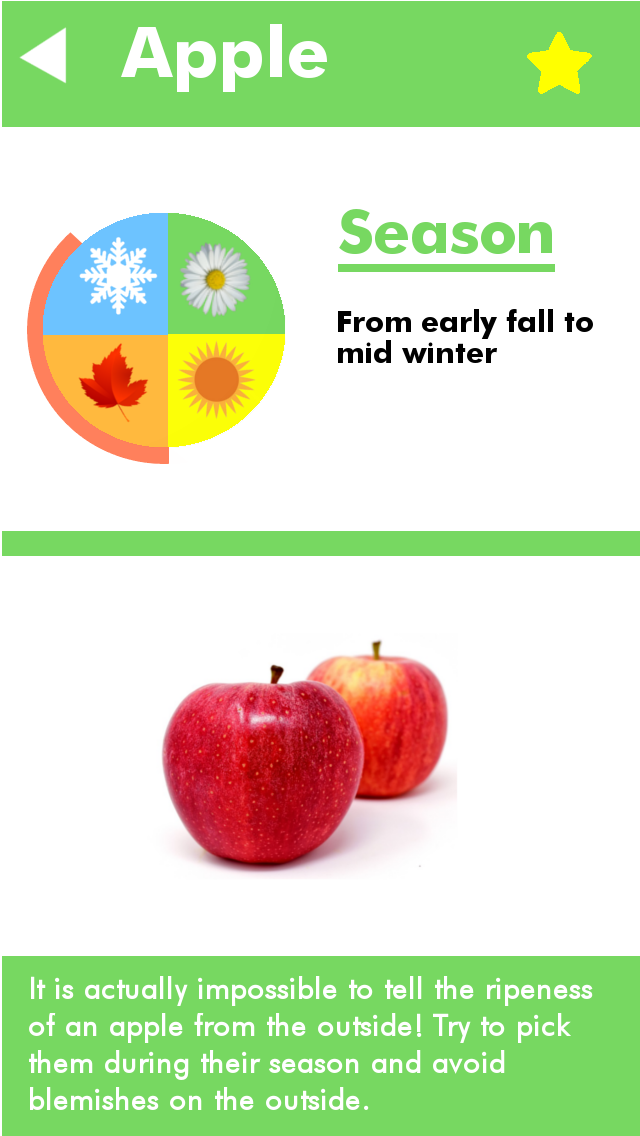 Apple
Season
From early fall to
mid winter
It is actually impossible to tell the ripeness
of an apple from the outside! Try to pick
them during their season and avoid
blemishes on the outside.